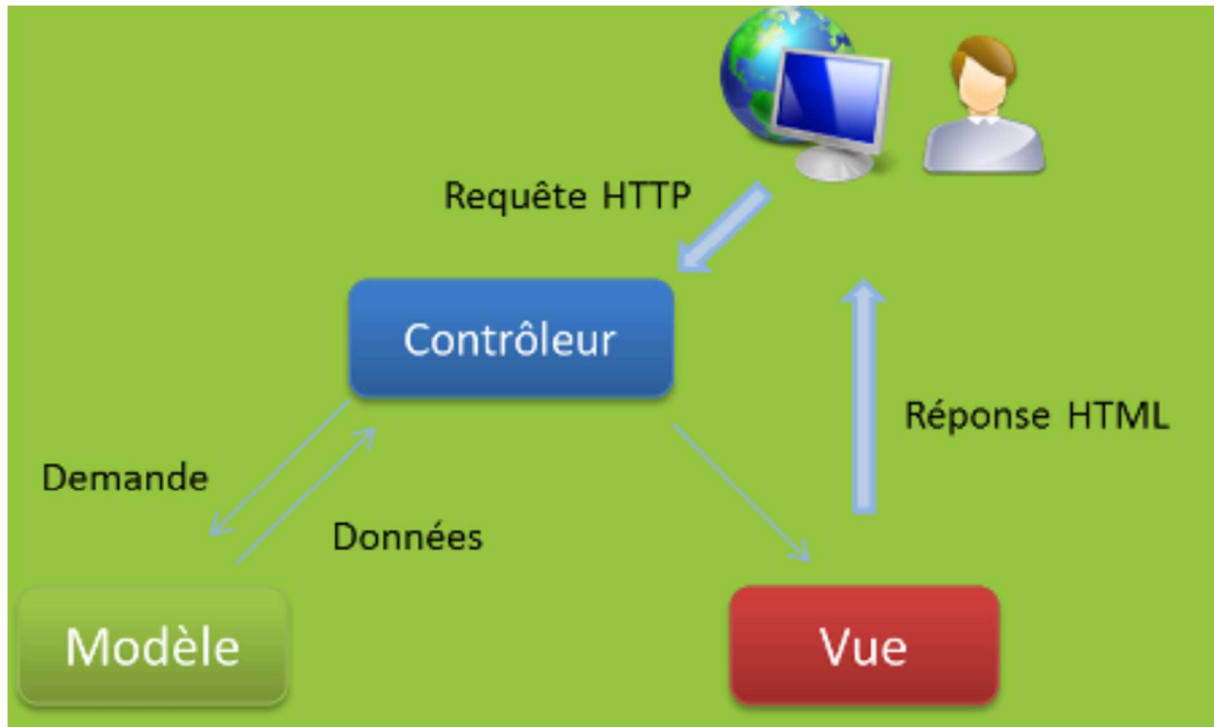 Requête HTTP
Contrôleur
Réponse HTML
Demande
Données
Modèle
Vue